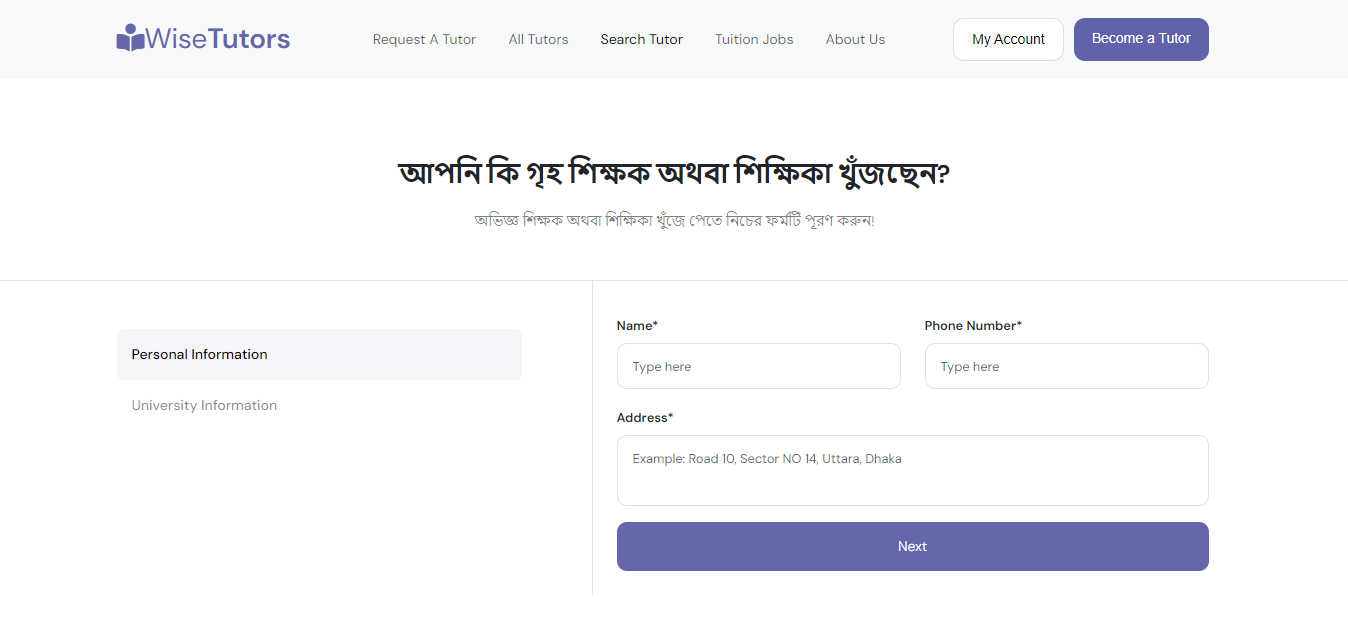 WiseTutors
Request A Tutor
All Tutors
Search Tutor
Tuition Jobs
About Us
My Account
Become a Tutor
আপনি কি গৃহ শিক্ষক অথবা শিক্ষিকা খুঁজছেন?
অভিজ্ঞ শিক্ষক অথবা শিক্ষিকা খুঁজে পেতে নিচের ফর্মটি পূরণ করুন!
Personal Information
University Information
Name*
Phone Number*
Type here
Type here
Address*
Example: Road 10, Sector NO 14, Uttara, Dhaka
Next